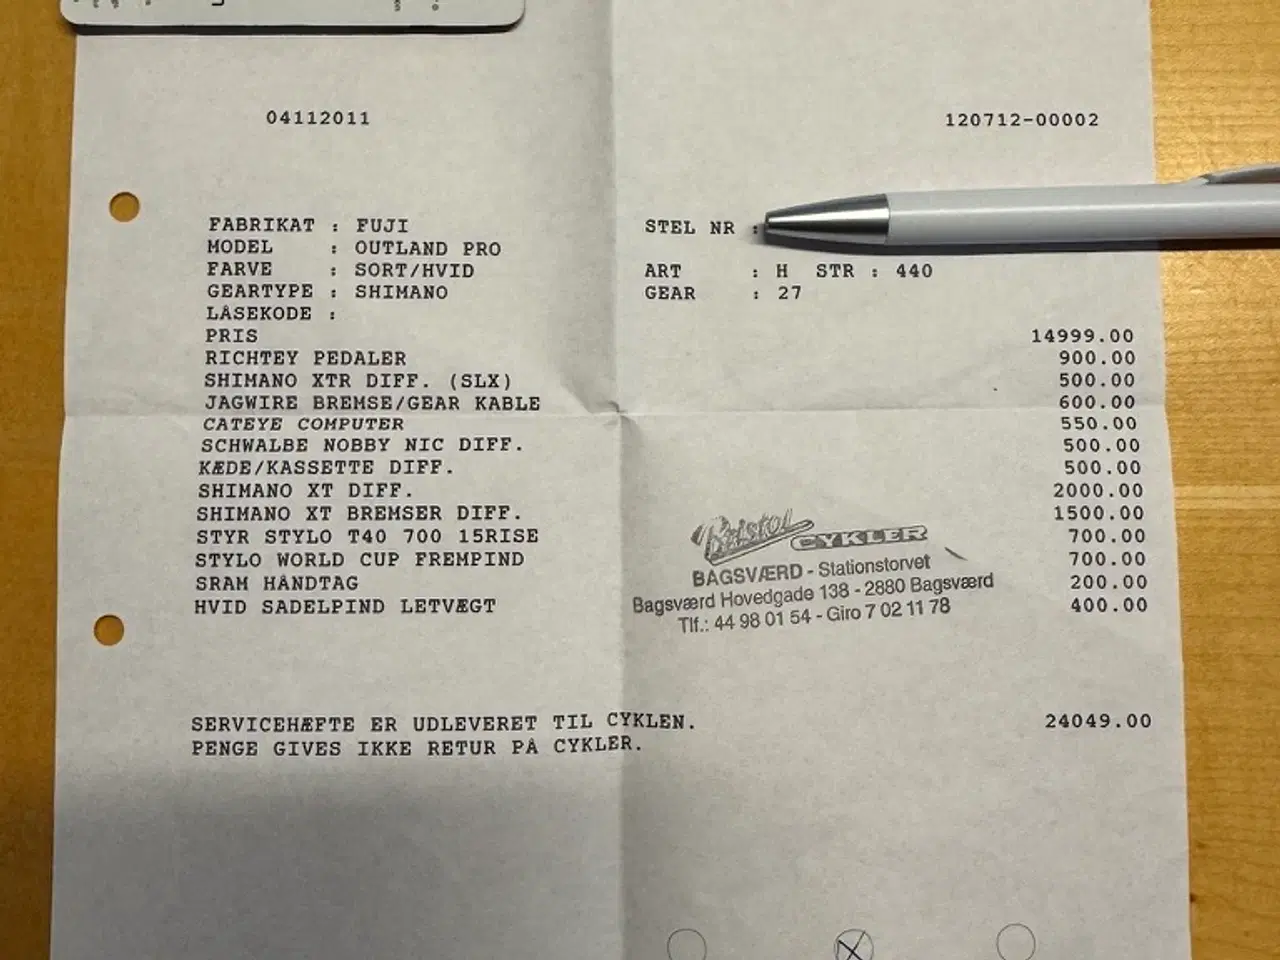 04112011 120712-00002
FABRIKAT : FUJI STEL NR :
MODEL : OUTLAND PRO
FARVE : SORT/HVID ART : H STR : 440
GEARTYPE : SHIMANO GEAR : 27
LÅSEKODE :
PRIS 14999.00
RICHTEY PEDALER 900.00
SHIMANO XTR DIFF. (SLX) 500.00
JAGWIRE BREMSE/GEAR KABLE 600.00
CATEYE COMPUTER 550.00
SCHWALBE NOBBY NIC DIFF. 500.00
KÆDE/KASSETTE DIFF. 500.00
SHIMANO XT DIFF. 2000.00
SHIMANO XT BREMSER DIFF. 1500.00
STYR STYLO T40 700 15RISE 700.00
STYLO WORLD CUP FREMPIND 700.00
SRAM HÅNDTAG 200.00
HVID SADELPIND LETVÆGT 400.00
Bristol CYKLER
BAGSVÆRD - Stationstorvet
Bagsværd Hovedgade 138 - 2880 Bagsværd
Tlf.: 44 98 01 54 - Giro 7 02 11 78
SERVICEHÆFTE ER UDLEVERET TIL CYKLEN. 24049.00
PENGE GIVES IKKE RETUR PÅ CYKLER.